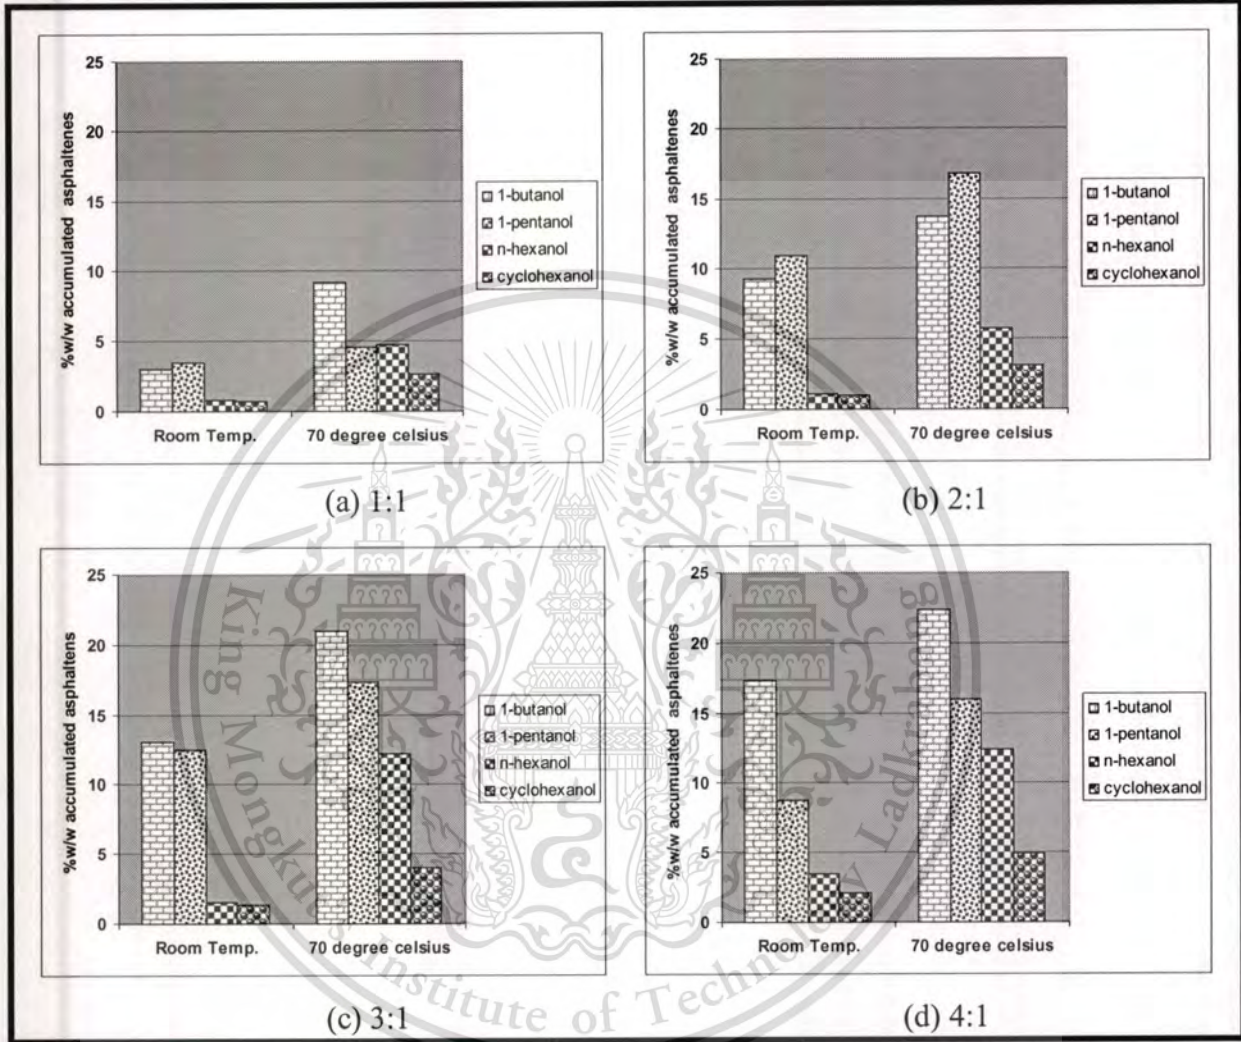 %w/w accumulated asphaltenes
25
20
15
10
5
0
Room Temp. 70 degree celsius
1-butanol
1-pentanol
n-hexanol
cyclohexanol
(a) 1:1
%w/w accumulated asphaltenes
25
20
15
10
5
0
Room Temp. 70 degree celsius
1-butanol
1-pentanol
n-hexanol
cyclohexanol
(b) 2:1
%w/w accumulated asphaltens
25
20
15
10
5
0
Room Temp. 70 degree celsius
1-butanol
1-pentanol
n-hexanol
cyclohexanol
(c) 3:1
%w/w accumulated asphaltenes
25
20
15
10
5
0
Room Temp. 70 degree celsius
1-butanol
1-pentanol
n-hexanol
cyclohexanol
(d) 4:1
King Mongkut's Institute of Technology Ladkrabang